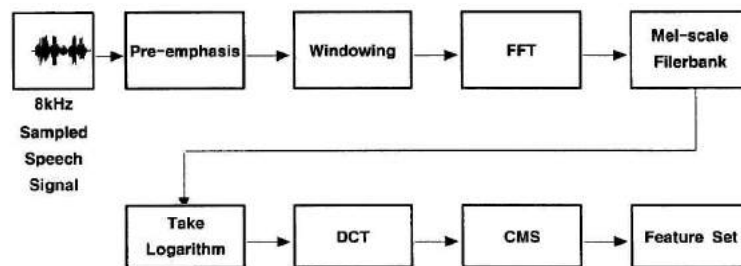 Pre-emphasis
Windowing
FFT
Mel-scale
Filerbank
8kHz
Sampled
Speech
Signal
Take
Logarithm
DCT
CMS
Feature Set